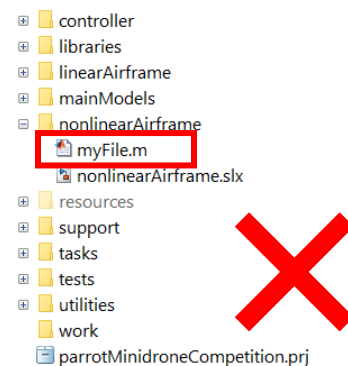 controller
libraries
linearAirframe
mainModels
nonlinearAirframe
myFile.m
nonlinearAirframe.slx
resources
support
tasks
tests
utilities
work
parrotMinidroneCompetition.prj